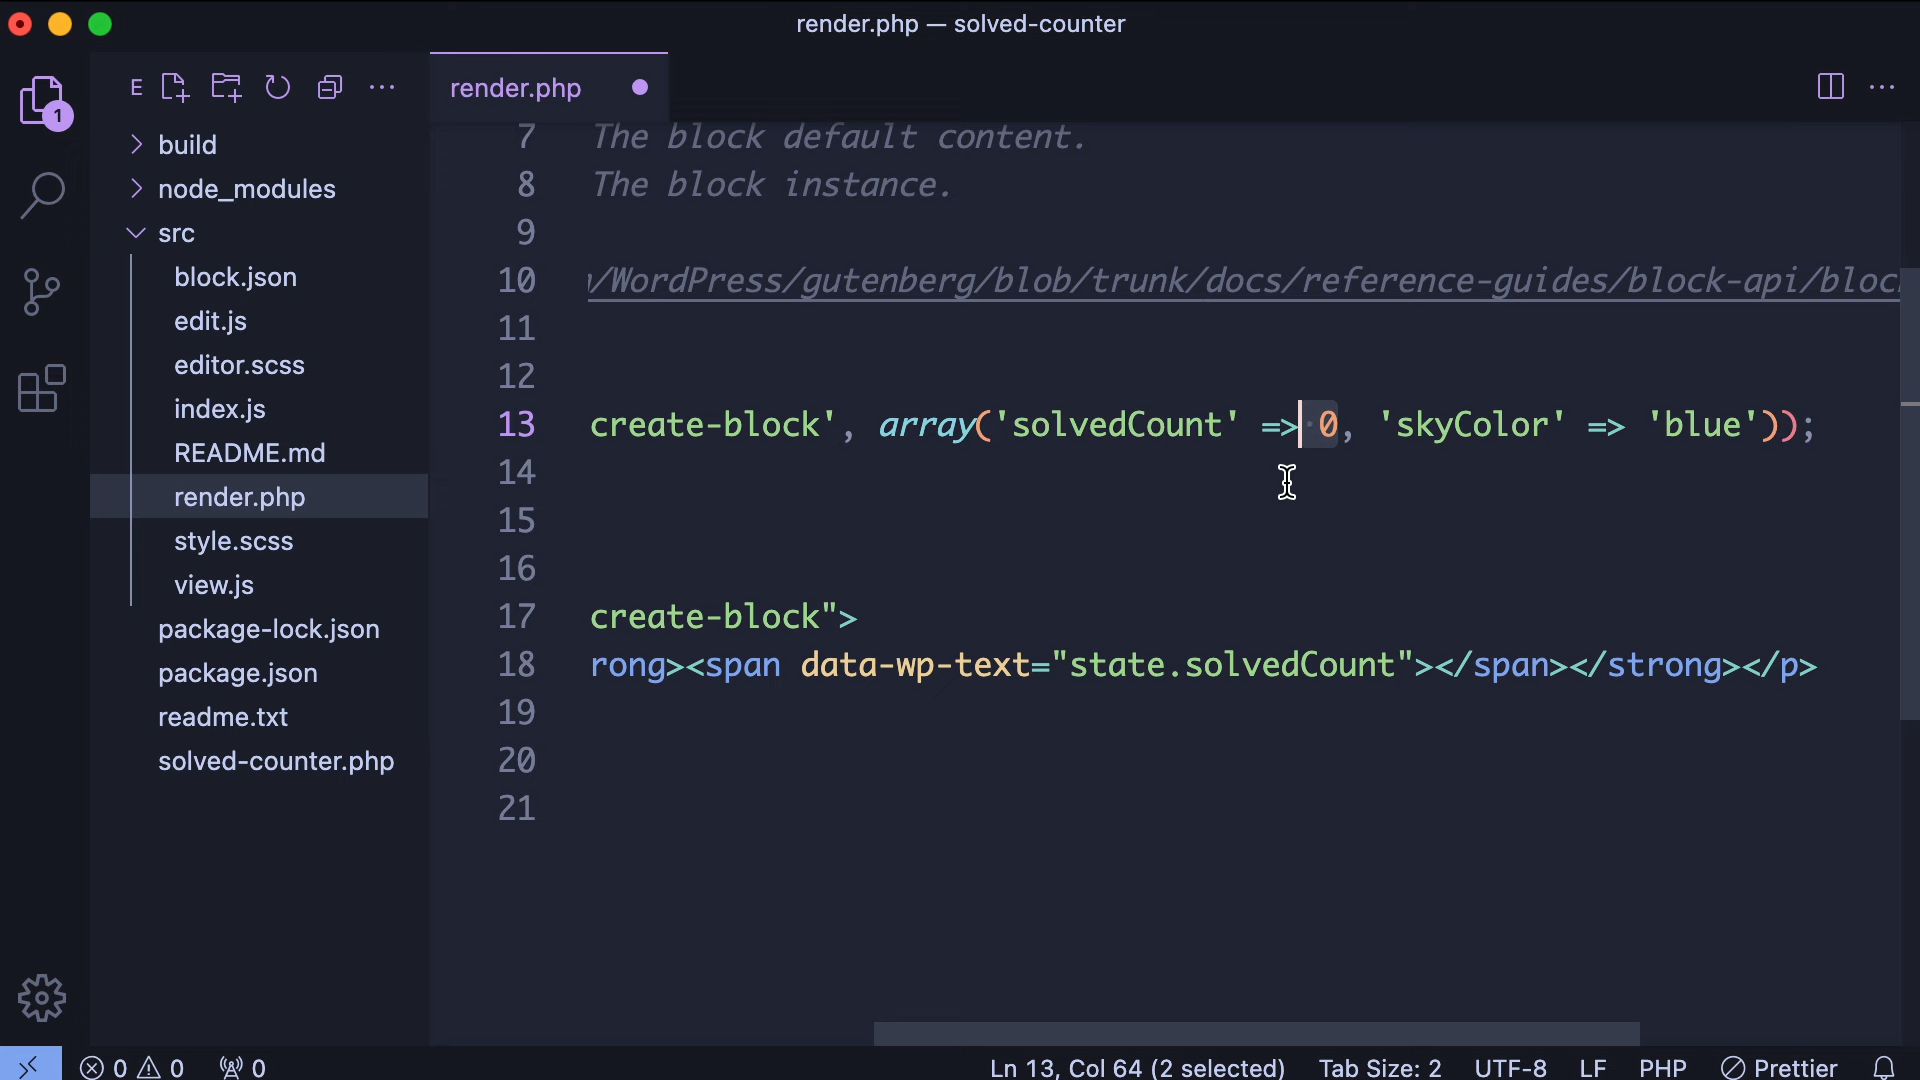 render.php — solved-counter
E
render.php
1
build
node_modules
src
block.json
edit.js
editor.scss
index.js
README.md
render.php
style.scss
view.js
package-lock.json
package.json
readme.txt
solved-counter.php
7 The block default content.
8 The block instance.
9
10 /WordPress/gutenberg/blob/trunk/docs/reference-guides/block-api/bloc
11
12
13 create-block', array('solvedCount' => 0, 'skyColor' => 'blue'));
14
15
16
17 create-block">
18 rong><span data-wp-text="state.solvedCount"></span></strong></p>
19
20
21
0 0 0 Ln 13, Col 64 (2 selected) Tab Size: 2 UTF-8 LF PHP Prettier